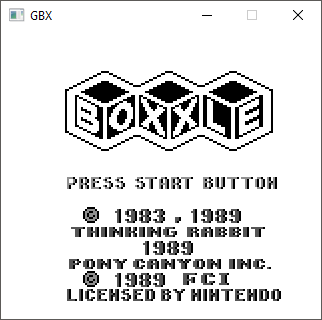 GBX
BOXXLE
PRESS START BUTTON
© 1983, 1989
THINKING RABBIT
1989
PONY CANYON INC.
© 1989 FCI
LICENSED BY NINTENDO